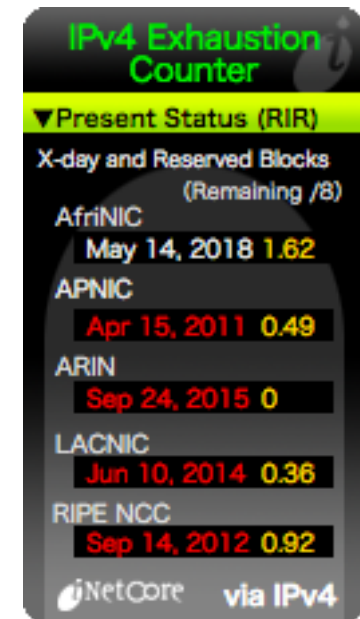 IPv4 Exhaustion
Counter
▼Present Status (RIR)
X-day and Reserved Blocks
(Remaining /8)
AfriNIC
May 14, 2018 1.62
APNIC
Apr 15, 2011 0.49
ARIN
Sep 24, 2015 0
LACNIC
Jun 10, 2014 0.36
RIPE NCC
Sep 14, 2012 0.92
iNetCore via IPv4